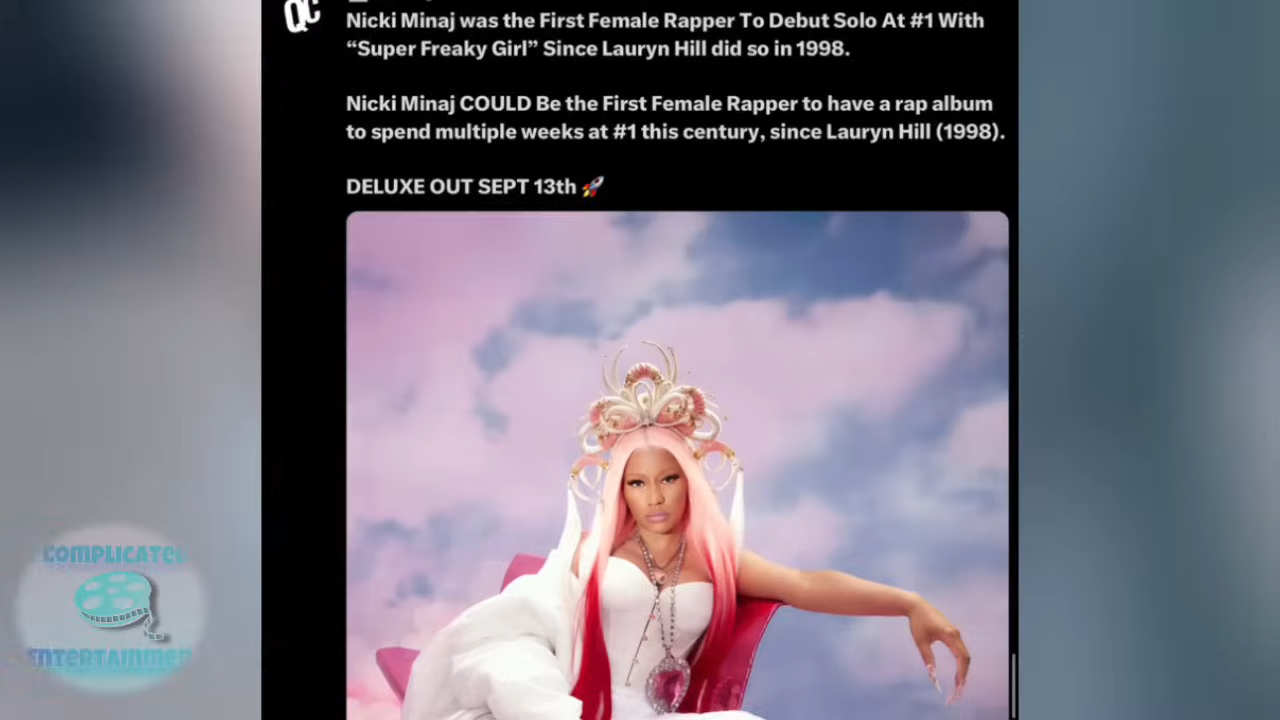 QC
Nicki Minaj was the First Female Rapper To Debut Solo At #1 With
“Super Freaky Girl” Since Lauryn Hill did so in 1998.
Nicki Minaj COULD Be the First Female Rapper to have a rap album
to spend multiple weeks at #1 this century, since Lauryn Hill (1998).
DELUXE OUT SEPT 13th 🚀
COMPLICATED
ENTERTAINMEN